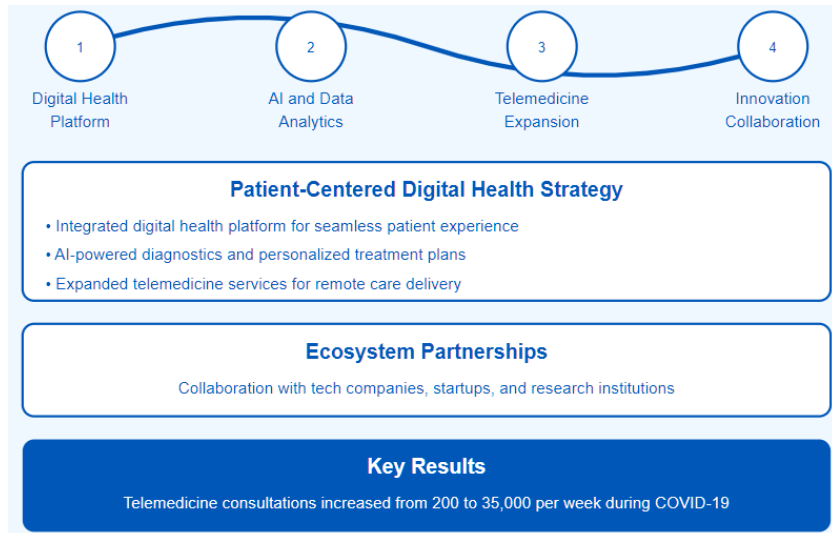 1
2
3
4
Digital Health
Platform
AI and Data
Analytics
Telemedicine
Expansion
Innovation
Collaboration
Patient-Centered Digital Health Strategy
• Integrated digital health platform for seamless patient experience
• AI-powered diagnostics and personalized treatment plans
• Expanded telemedicine services for remote care delivery
Ecosystem Partnerships
Collaboration with tech companies, startups, and research institutions
Key Results
Telemedicine consultations increased from 200 to 35,000 per week during COVID-19